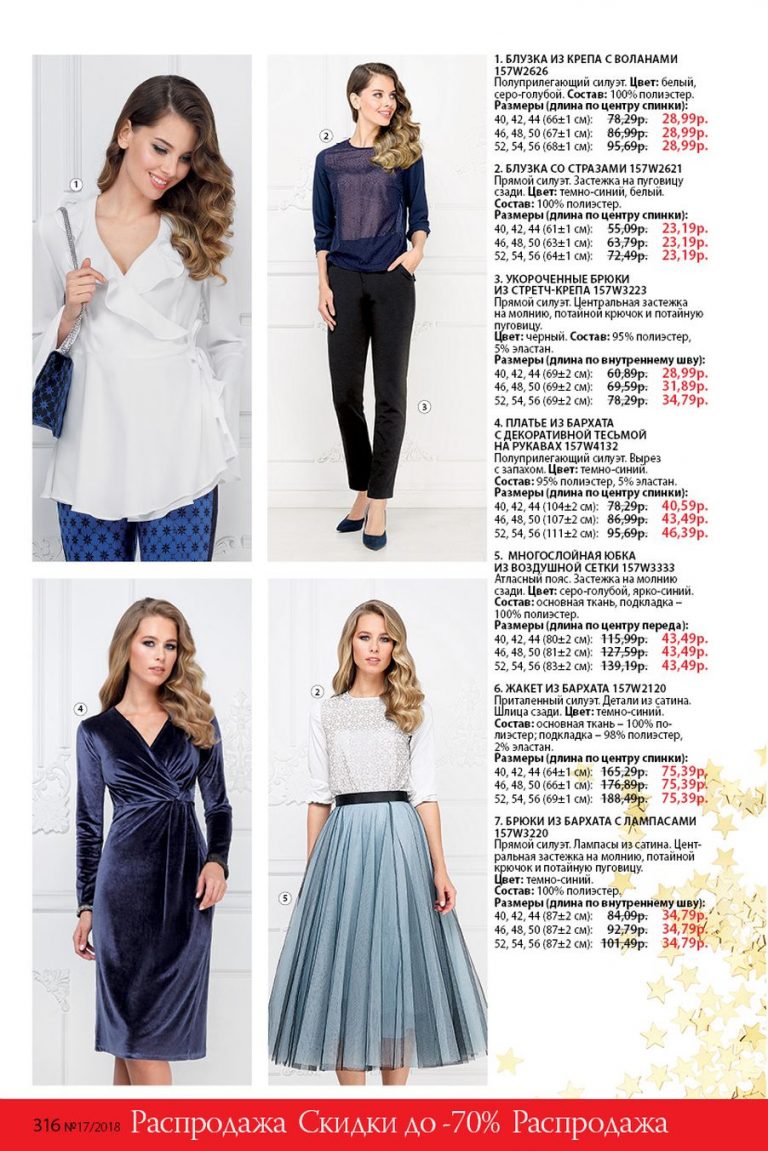 1. БЛУЗКА ИЗ КРЕПА С ВОЛАНАМИ
157W2626
Полуприлегающий силуэт. Цвет: белый,
серо-голубой. Состав: 100% полиэстер.
Размеры (длина по центру спинки):
40, 42, 44 (66±1 см): 78,29р. 28,99р.
46, 48, 50 (67±1 см): 86,99р. 28,99р.
52, 54, 56 (68±1 см): 95,69р. 28,99р.
2. БЛУЗКА СО СТРАЗАМИ 157W2621
Прямой силуэт. Застежка на пуговицу
сзади. Цвет: темно-синий, белый.
Состав: 100% полиэстер.
Размеры (длина по центру спинки):
40, 42, 44 (61±1 см): 55,09р. 23,19р.
46, 48, 50 (63±1 см): 63,79р. 23,19р.
52, 54, 56 (64±1 см): 72,49р. 23,19р.
3. УКОРОЧЕННЫЕ БРЮКИ
ИЗ СТРЕТЧ-КРЕПА 157W3223
Прямой силуэт. Центральная застежка
на молнию, потайной крючок и потайную
пуговицу.
Цвет: черный. Состав: 95% полиэстер,
5% эластан.
Размеры (длина по внутреннему шву):
40, 42, 44 (69±2 см): 60,89р. 28,99р.
46, 48, 50 (69±2 см): 69,59р. 31,89р.
52, 54, 56 (69±2 см): 78,29р. 34,79р.
4. ПЛАТЬЕ ИЗ БАРХАТА
С ДЕКОРАТИВНОЙ ТЕСЬМОЙ
НА РУКАВАХ 157W4132
Полуприлегающий силуэт. Вырез
с запахом. Цвет: темно-синий.
Состав: 95% полиэстер, 5% эластан.
Размеры (длина по центру спинки):
40, 42, 44 (104±2 см): 78,29р. 40,59р.
46, 48, 50 (107±2 см): 86,99р. 43,49р.
52, 54, 56 (111±2 см): 95,69р. 46,39р.
5. МНОГОСЛОЙНАЯ ЮБКА
ИЗ ВОЗДУШНОЙ СЕТКИ 157W3333
Атласный пояс. Застежка на молнию
сзади. Цвет: серо-голубой, ярко-синий.
Состав: основная ткань, подкладка –
100% полиэстер.
Размеры (длина по центру переда):
40, 42, 44 (80±2 см): 115,99р. 43,49р.
46, 48, 50 (81±2 см): 127,59р. 43,49р.
52, 54, 56 (83±2 см): 139,19р. 43,49р.
6. ЖАКЕТ ИЗ БАРХАТА 157W2120
Приталенный силуэт. Детали из сатина.
Шлица сзади. Цвет: темно-синий.
Состав: основная ткань – 100% по-
лиэстер; подкладка – 98% полиэстер,
2% эластан.
Размеры (длина по центру спинки):
40, 42, 44 (64±1 см): 165,29р. 75,39р.
46, 48, 50 (66±1 см): 176,89р. 75,39р.
52, 54, 56 (69±1 см): 188,49р. 75,39р.
7. БРЮКИ ИЗ БАРХАТА С ЛАМПАСАМИ
157W3220
Прямой силуэт. Лампасы из сатина. Цент-
ральная застежка на молнию, потайной
крючок и потайную пуговицу.
Цвет: темно-синий.
Состав: 100% полиэстер.
Размеры (длина по внутреннему шву):
40, 42, 44 (87±2 см): 84,09р. 34,79р.
46, 48, 50 (87±2 см): 92,79р. 34,79р.
52, 54, 56 (87±2 см): 101,49р. 34,79р.
1
2
3
4
2
5
316 №17/2018 Распродажа Скидки до -70% Распродажа